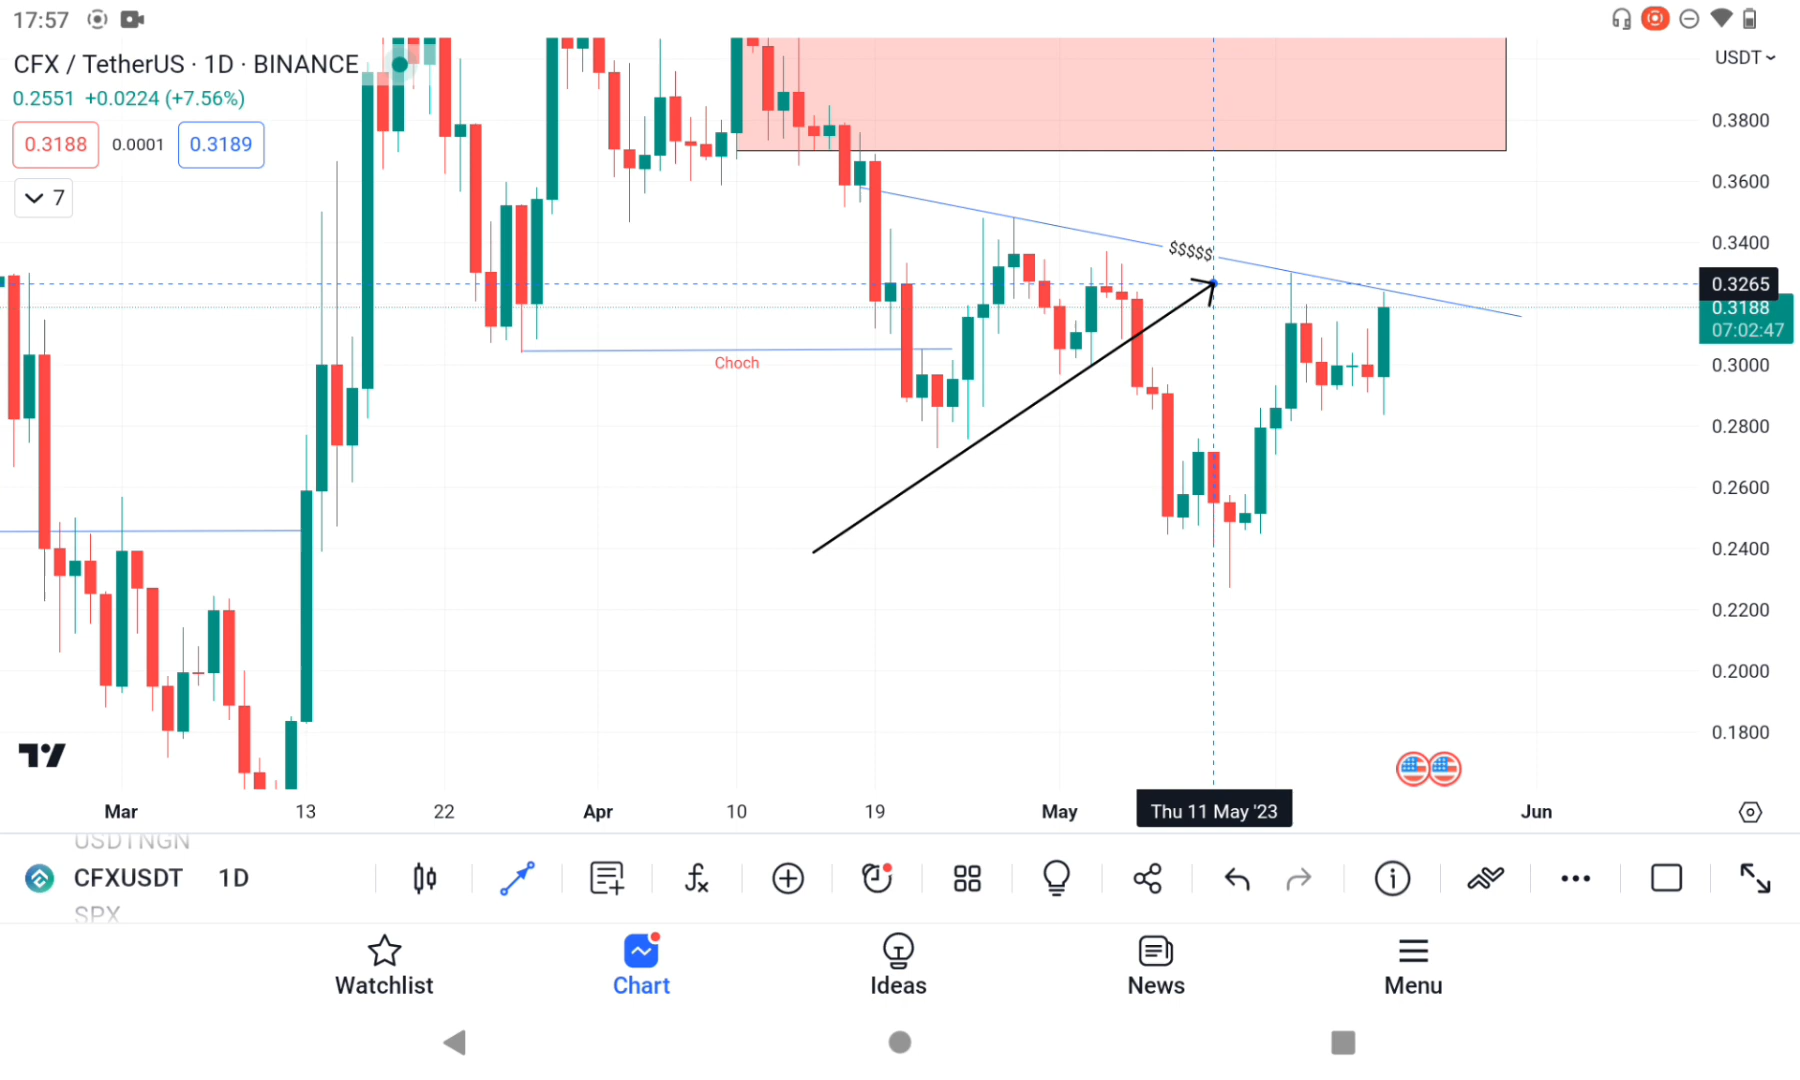 17:57
CFX / TetherUS · 1D · BINANCE
0.2551 +0.0224 (+7.56%)
0.3188 0.0001 0.3189
7
USDT
0.3800
0.3600
0.3400
0.3265
0.3188
07:02:47
0.3000
0.2800
0.2600
0.2400
0.2200
0.2000
0.1800
$$$$$
Choch
Mar 13 22 Apr 10 19 May Thu 11 May '23 Jun
USDTNGN
CFXUSDT 1D
SPX
Watchlist Chart Ideas News Menu